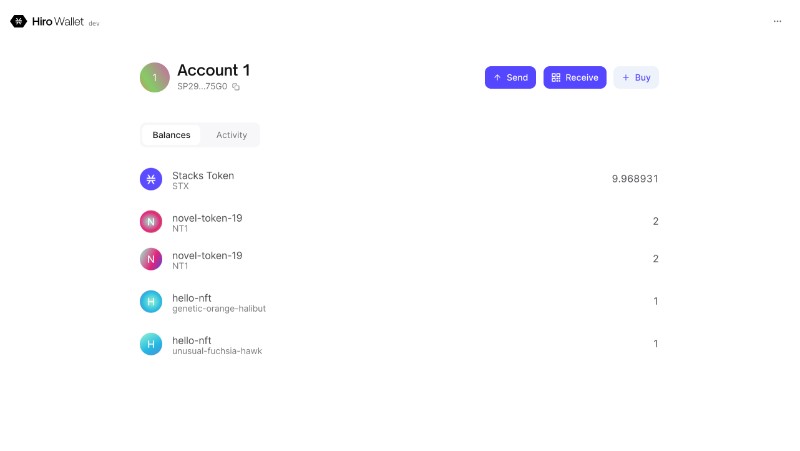 Hiro Wallet dev
...
1
Account 1
SP29...75G0
Send
Receive
+ Buy
Balances
Activity
Stacks Token
STX
9.968931
N
novel-token-19
NT1
2
N
novel-token-19
NT1
2
H
hello-nft
genetic-orange-halibut
1
H
hello-nft
unusual-fuchsia-hawk
1